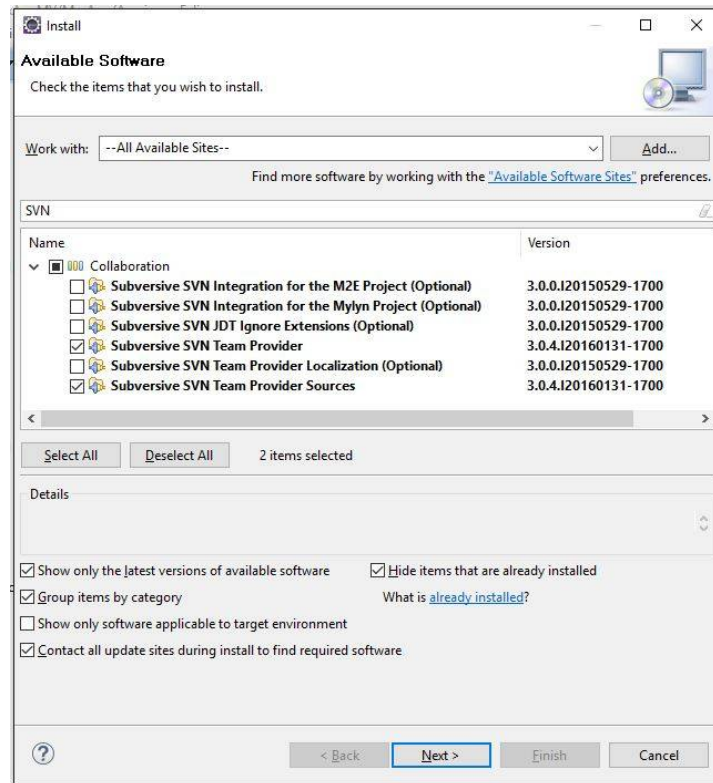 Install
Available Software
Check the items that you wish to install.
Work with: --All Available Sites-- Add...
Find more software by working with the "Available Software Sites" preferences.
SVN
Name Version
Collaboration
Subversive SVN Integration for the M2E Project (Optional) 3.0.0.I20150529-1700
Subversive SVN Integration for the Mylyn Project (Optional) 3.0.0.I20150529-1700
Subversive SVN JDT Ignore Extensions (Optional) 3.0.0.I20150529-1700
Subversive SVN Team Provider 3.0.4.I20160131-1700
Subversive SVN Team Provider Localization (Optional) 3.0.0.I20150529-1700
Subversive SVN Team Provider Sources 3.0.4.I20160131-1700
Select All Deselect All 2 items selected
Details
Show only the latest versions of available software Hide items that are already installed
Group items by category What is already installed?
Show only software applicable to target environment
Contact all update sites during install to find required software
? < Back Next > Finish Cancel